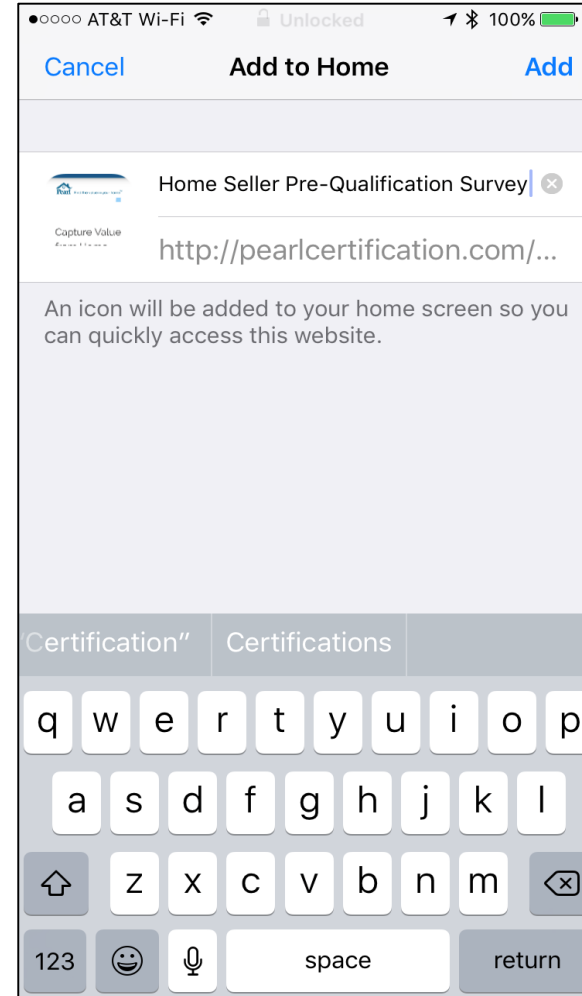 ●○○○○ AT&T Wi-Fi Unlocked 100%
Cancel Add to Home Add
Pearl
Home Seller Pre-Qualification Survey
Capture Value
http://pearlcertification.com/...
An icon will be added to your home screen so you
can quickly access this website.
"Certification" Certifications
q w e r t y u i o p
a s d f g h j k l
z x c v b n m
123 space return